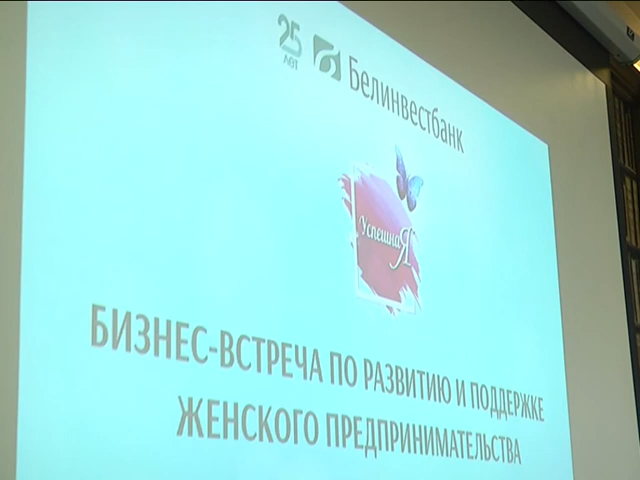 25
ЛЕТ
Белинвестбанк
УспешнаЯ
БИЗНЕС-ВСТРЕЧА ПО РАЗВИТИЮ И ПОДДЕРЖКЕ
ЖЕНСКОГО ПРЕДПРИНИМАТЕЛЬСТВА